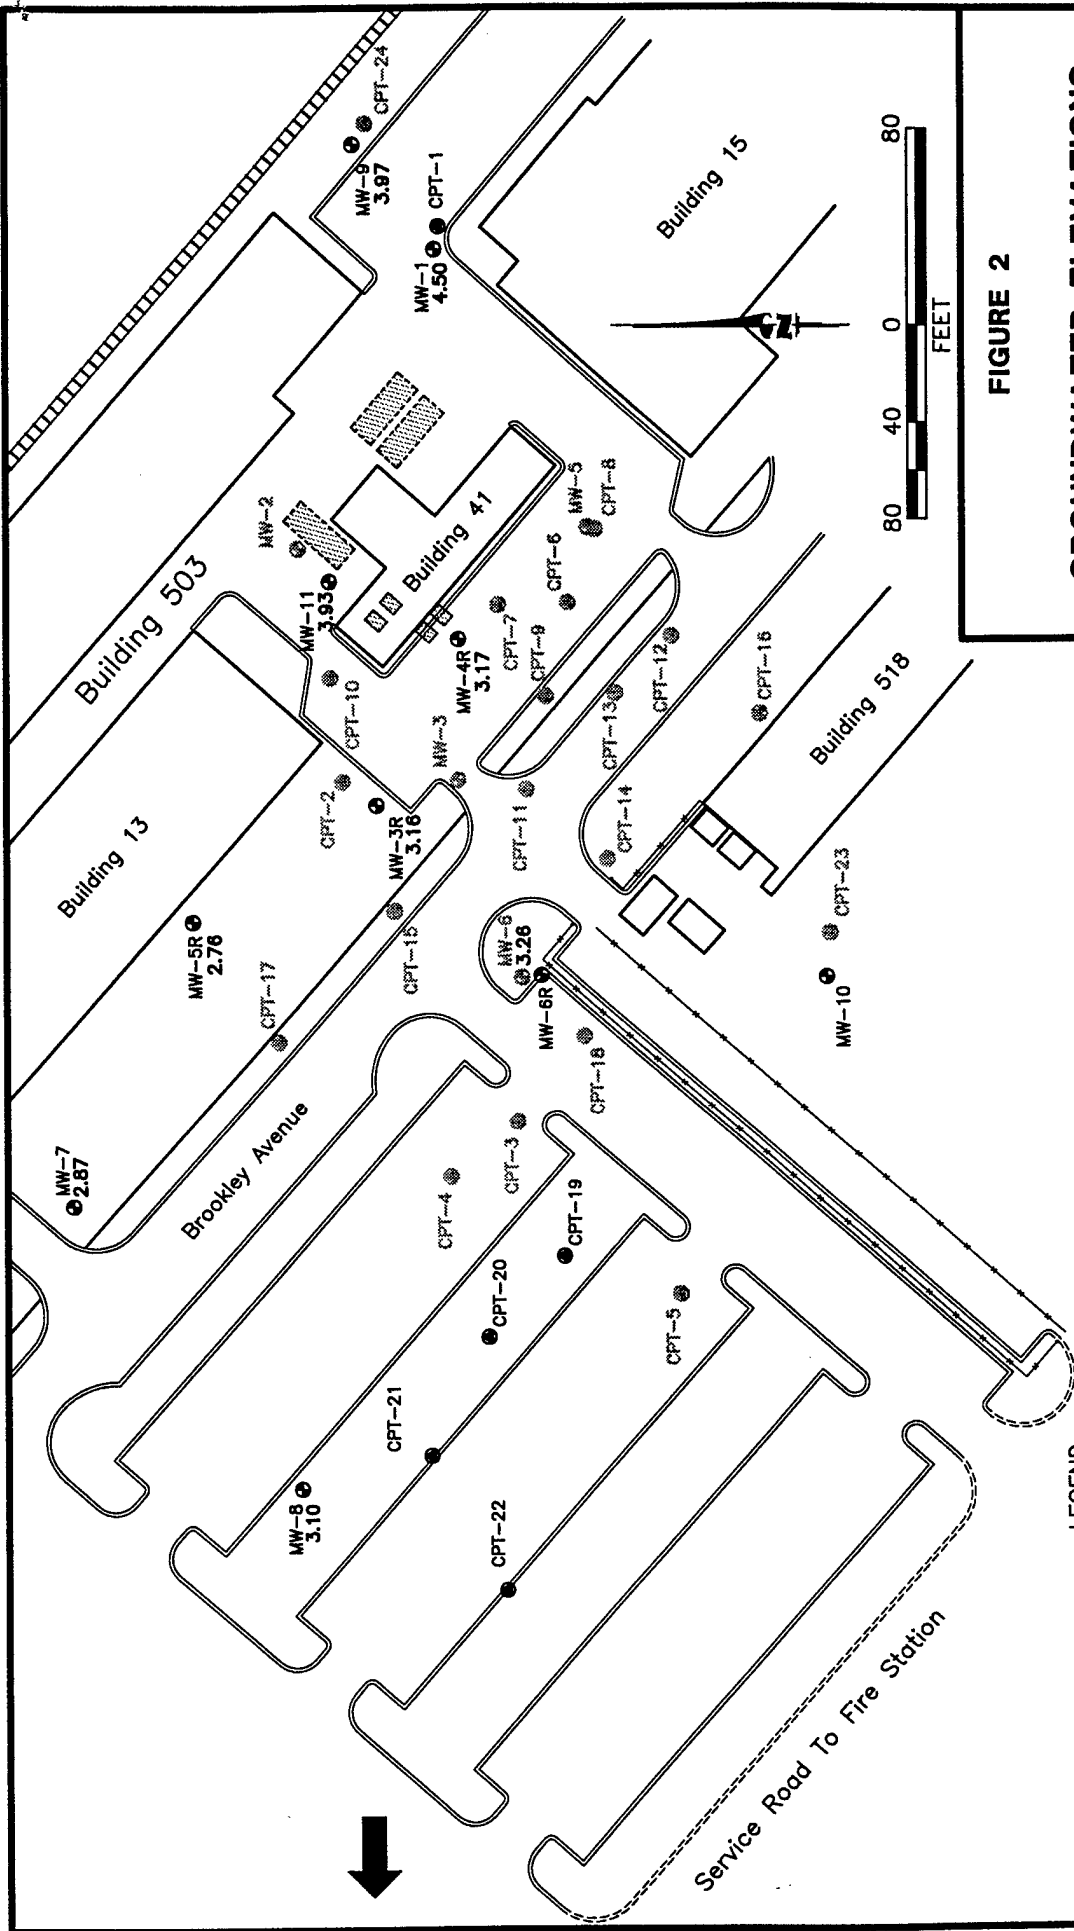 CPT-24
MW-9
3.97
CPT-1
MW-1
4.50
Building 15
Building 503
MW-2
MW-11
3.93
Building 41
MW-5
CPT-8
CPT-6
CPT-7
CPT-9
MW-4R
3.17
CPT-10
MW-3
CPT-2
MW-3R
3.16
CPT-12
CPT-13
CPT-16
CPT-11
CPT-14
Building 518
Building 13
MW-5R
2.76
CPT-17
CPT-15
MW-6
3.26
MW-6R
CPT-18
CPT-23
MW-10
MW-7
2.87
Brookley Avenue
CPT-3
CPT-4
CPT-19
CPT-20
CPT-5
CPT-21
MW-8
3.10
CPT-22
Service Road To Fire Station
N
80 40 0 80
FEET
FIGURE 2
GROUNDWATER ELEVATIONS
LEGEND